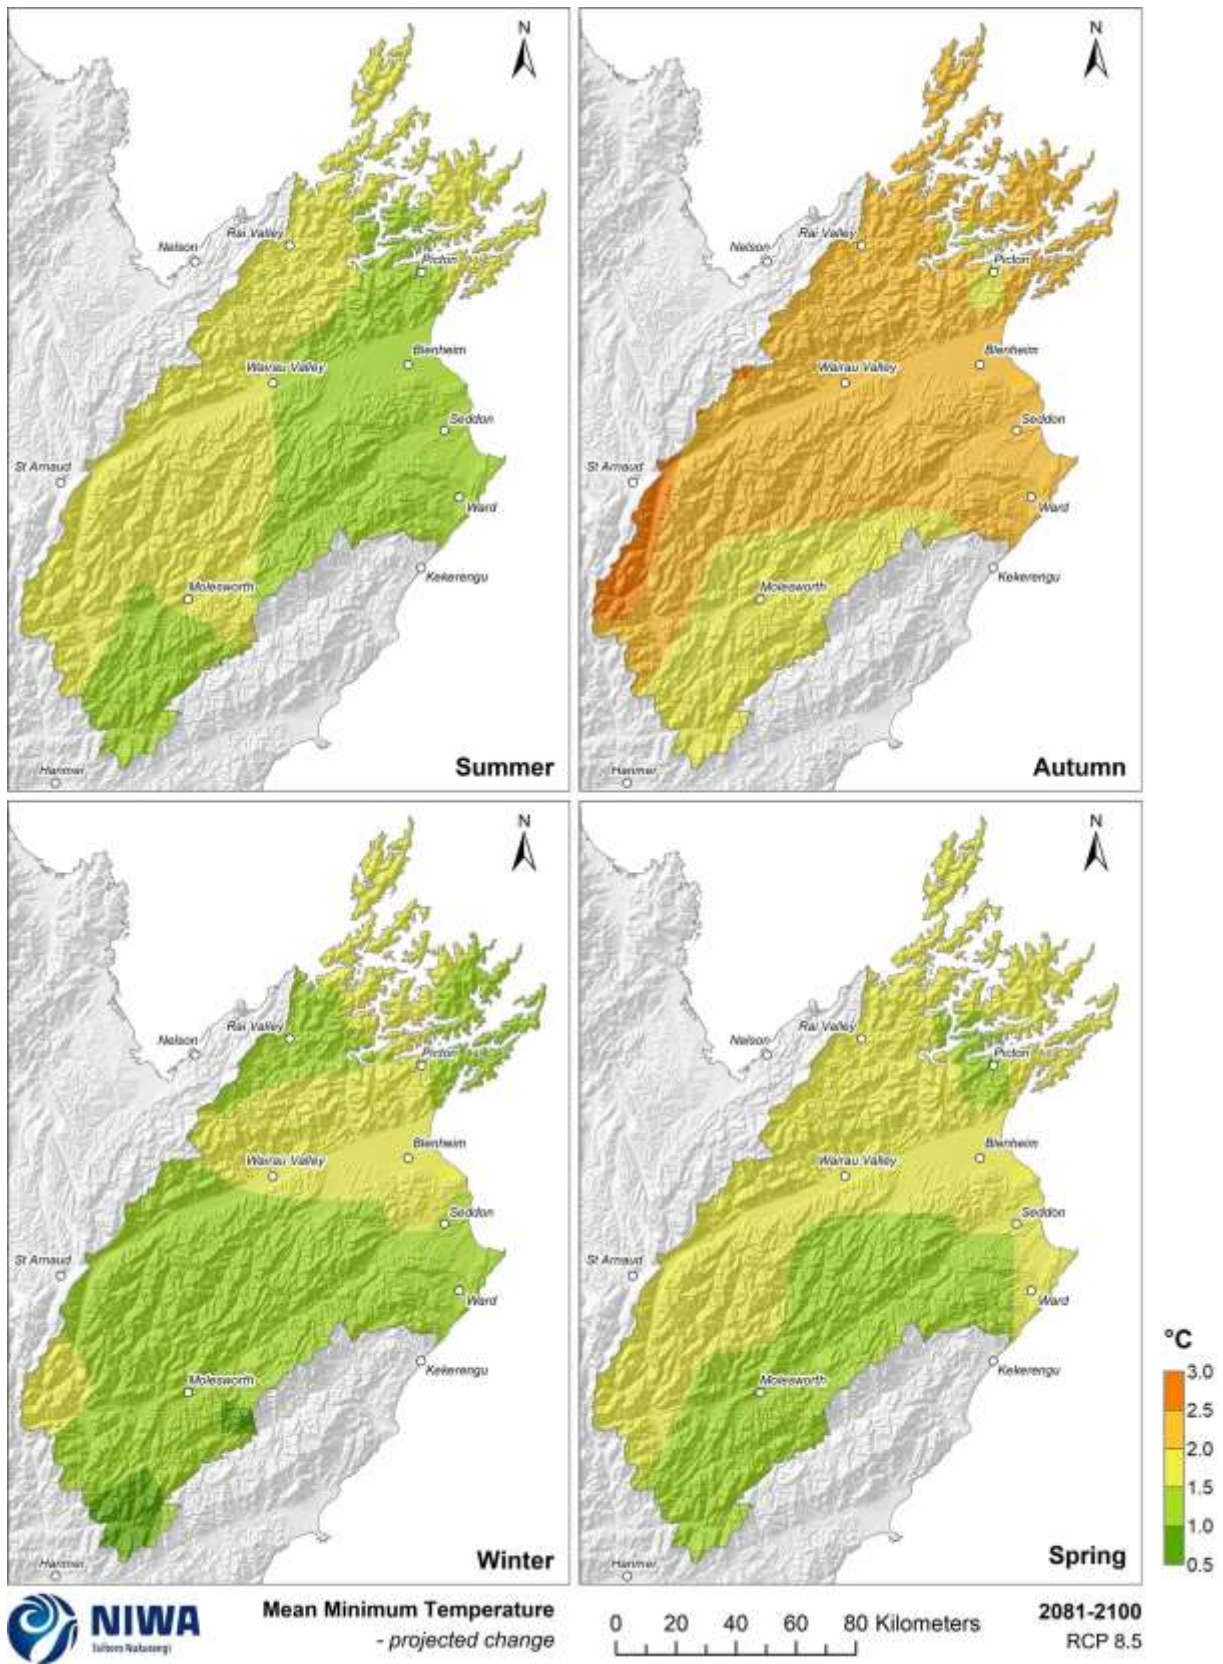 N
Nelson
Rai Valley
Picton
Wairau Valley
Blenheim
Seddon
St Arnaud
Ward
Molesworth
Kekerengu
Hanmer
Summer
N
Nelson
Rai Valley
Picton
Wairau Valley
Blenheim
Seddon
St Arnaud
Ward
Molesworth
Kekerengu
Hanmer
Autumn
N
Nelson
Rai Valley
Picton
Wairau Valley
Blenheim
Seddon
St Arnaud
Ward
Molesworth
Kekerengu
Hanmer
Winter
N
Nelson
Rai Valley
Picton
Wairau Valley
Blenheim
Seddon
St Arnaud
Ward
Molesworth
Kekerengu
Hanmer
Spring
°C
3.0
2.5
2.0
1.5
1.0
0.5
NIWA
Taihoro Nukurangi
Mean Minimum Temperature
- projected change
0 20 40 60 80 Kilometers
2081-2100
RCP 8.5